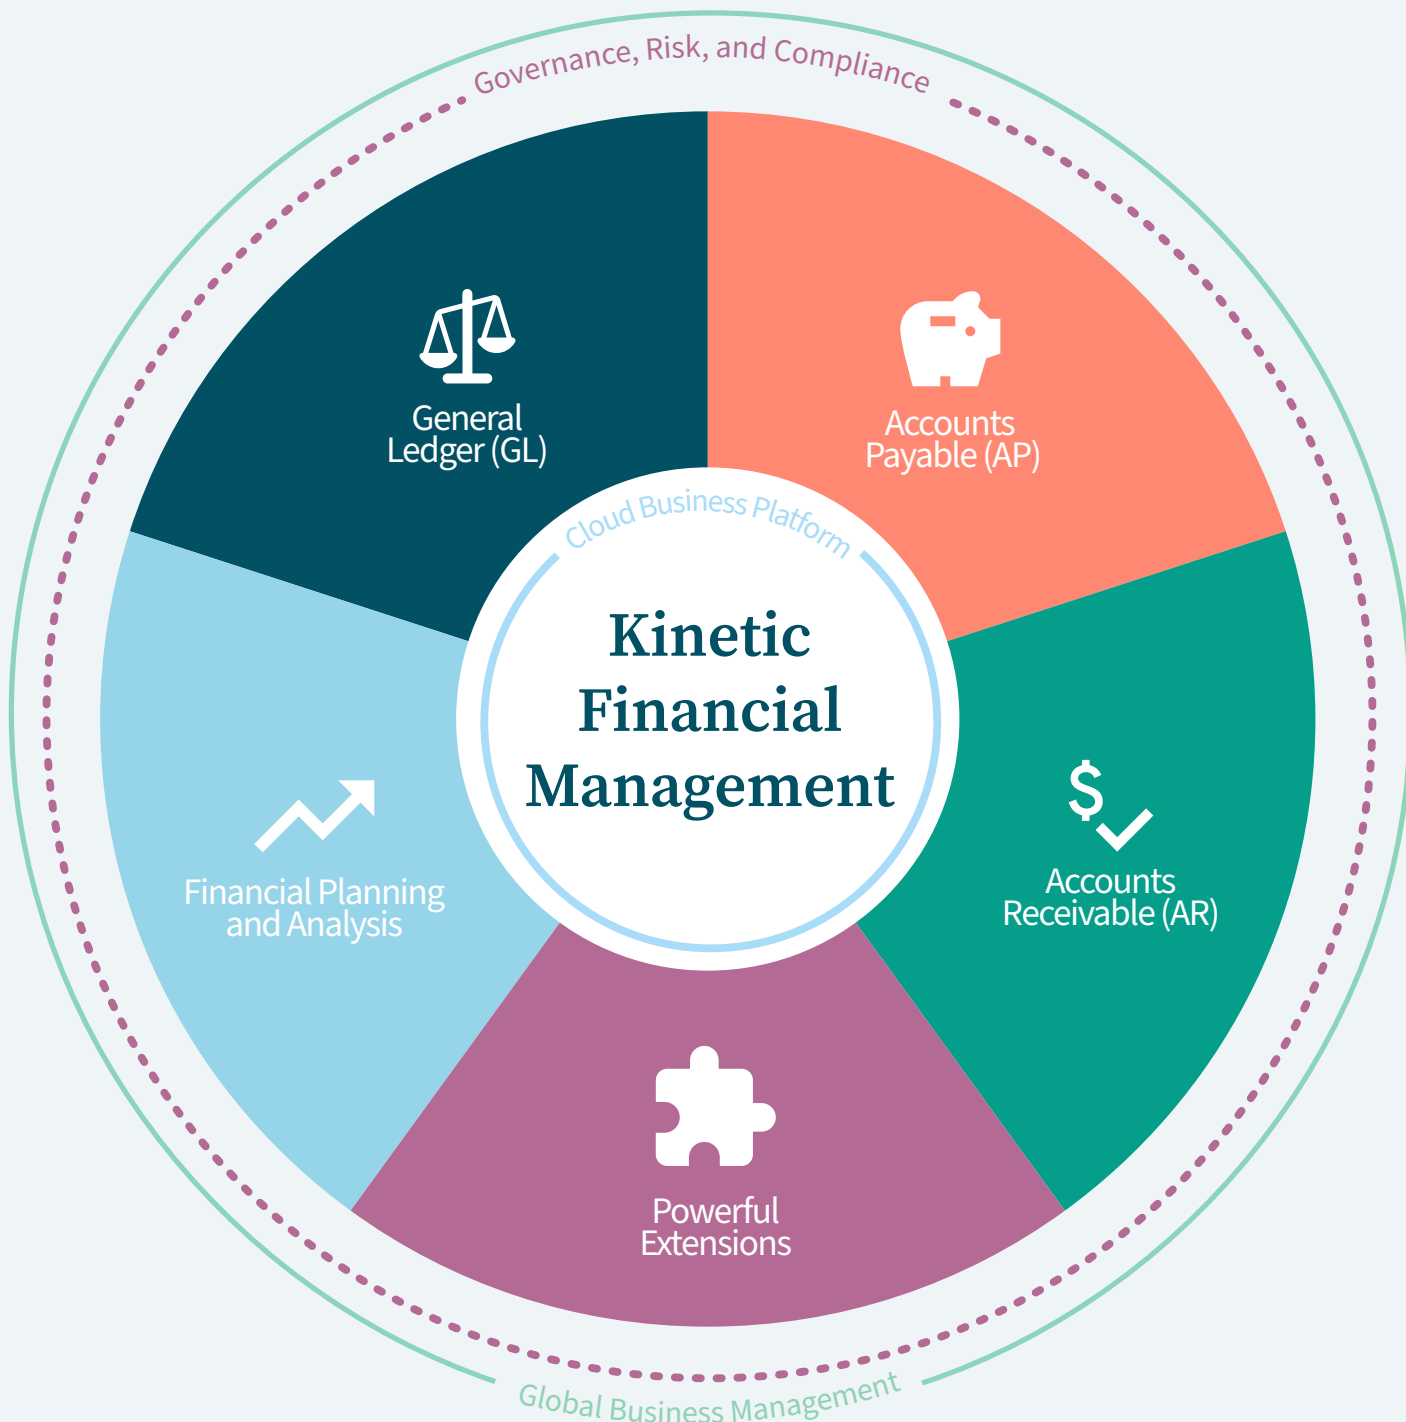 Governance, Risk, and Compliance
General
Ledger (GL)
Accounts
Payable (AP)
Cloud Business Platform
Kinetic
Financial
Management
Financial Planning
and Analysis
Accounts
Receivable (AR)
Powerful
Extensions
Global Business Management